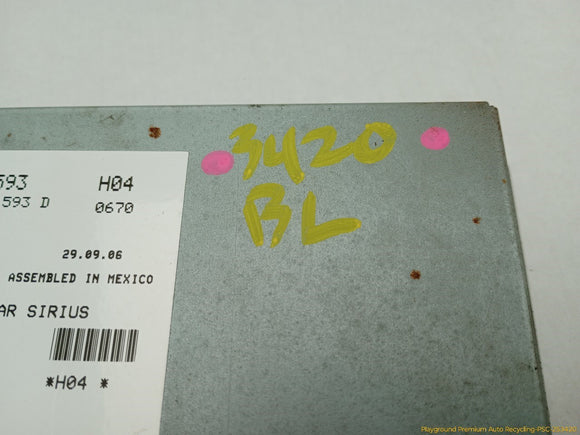 593 H04
593 D 0670
29.09.06
ASSEMBLED IN MEXICO
AR SIRIUS
*H04 *
3420
BL
Playground Premium Auto Recycling-PSC-253420